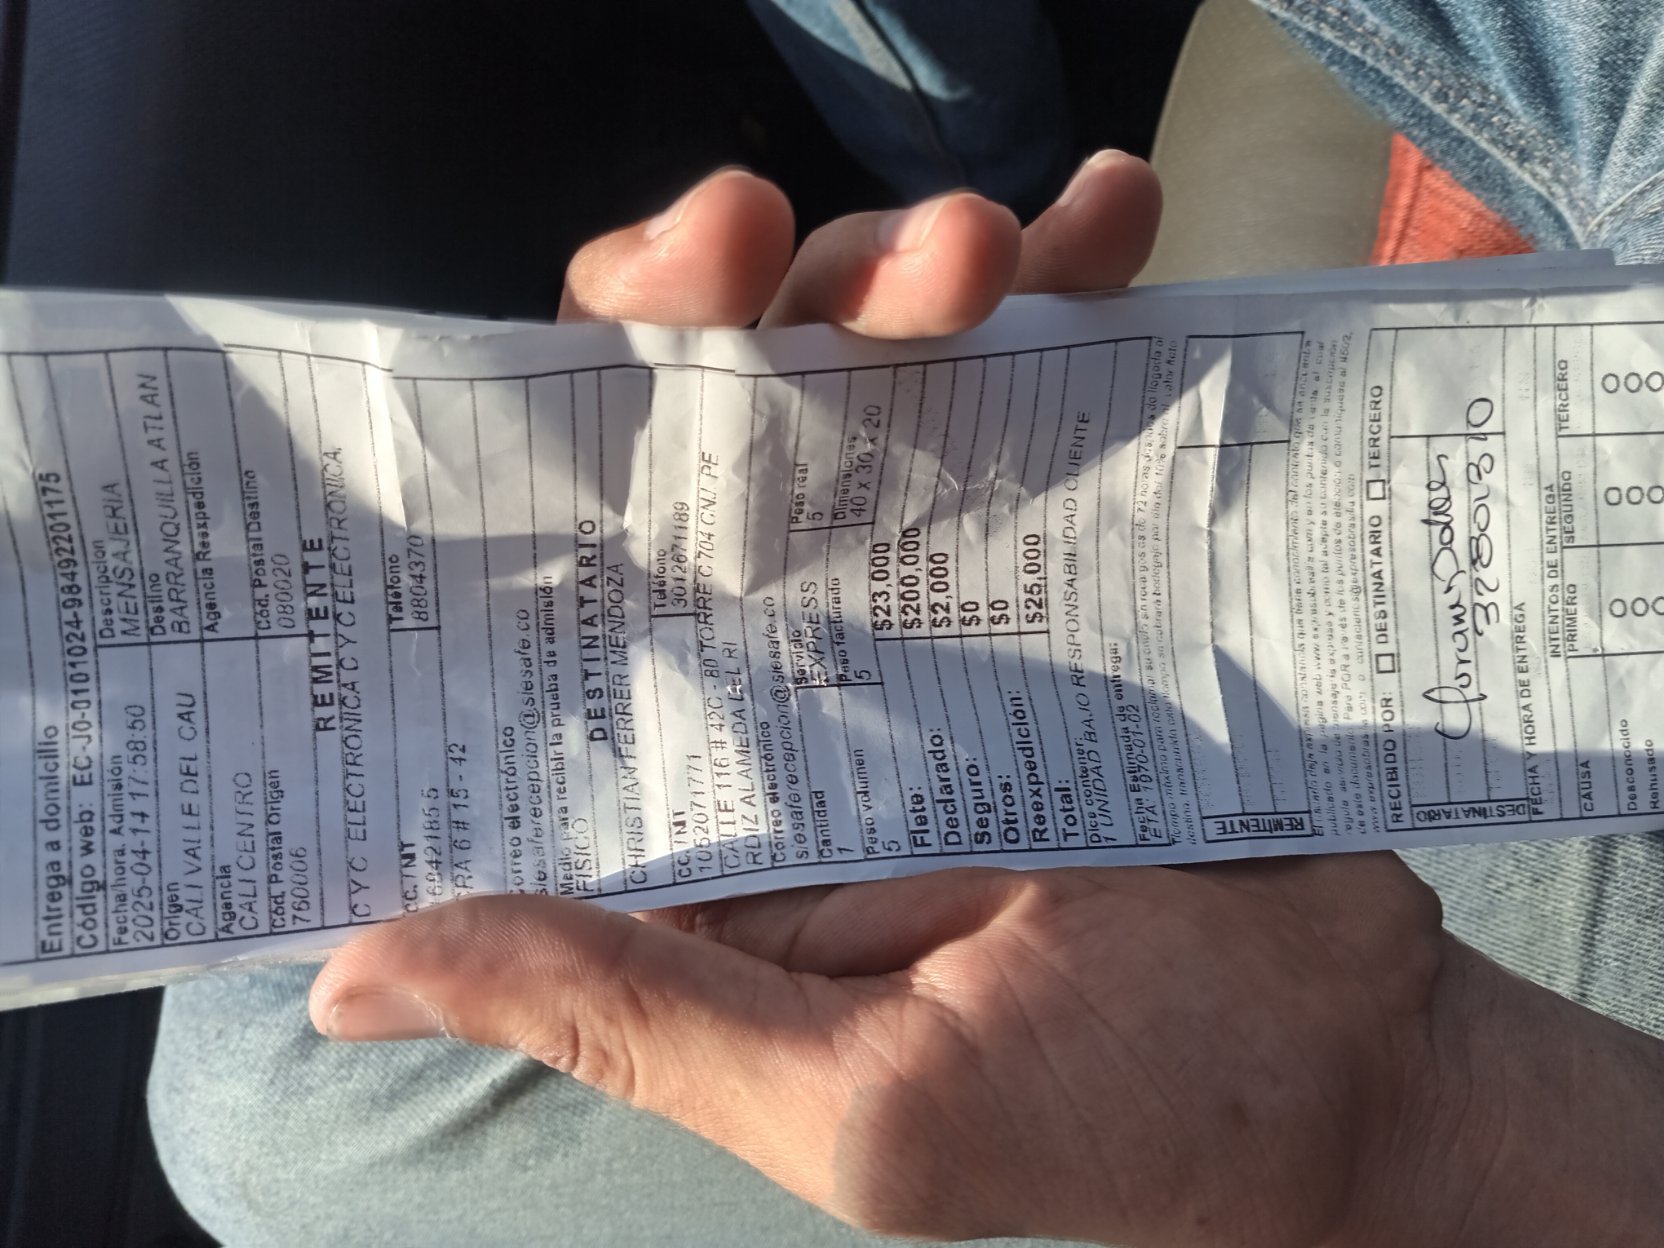 Entrega a domicilio
Código web: EC-J0-0101024-9849220​1175
Fecha/hora. Admisión
2025-04-14 17:58:50
Descripcion
MENSAJERIA
Origen
CALI VALLE DEL CAU
Destino
BARRANQUILLA ATLAN
Agencia
CALI CENTRO
Agencia Reexpedición
Cód. Postal Origen
760006
Cód. Postal Destino
080020
REMITENTE
CYC ELECTRONICA CYC ELECTRONICA
CC. / NIT
Teléfono
8804370
CRA 6 # 15 - 42
Correo electrónico
siesaferecepcion@siesafe.co
Medio para recibir la prueba de admisión
FISICO
DESTINATARIO
CHRISTIAN FERRER MENDOZA
CC. / NIT
1052071771
Teléfono
3012671189
CALLE 116 # 42C - 80 TORRE C 704 CNJ. PE
RDIZ ALAMEDA DEL RI
Correo electrónico
siesaferecepcion@siesafe.co
Cantidad
1
Servicio
EXPRESS
Peso real
5
Peso volumen
5
Peso facturado
5
Dimensiones
40 x 30 x 20
Flete: $23,000
Declarado: $200,000
Seguro: $2,000
Otros: $0
Reexpedición: $0
Total: $25,000
Dice contener:
1 UNIDAD BAJO RESPONSABILIDAD CLIENTE
Fecha Estimada de entrega:
ETA: 1970-01-02
REMITENTE
RECIBIDO POR: DESTINATARIO TERCERO
DESTINATARIO
FECHA Y HORA DE ENTREGA
INTENTOS DE ENTREGA
CAUSA PRIMERO SEGUNDO TERCERO
Desconocido
Rehusado